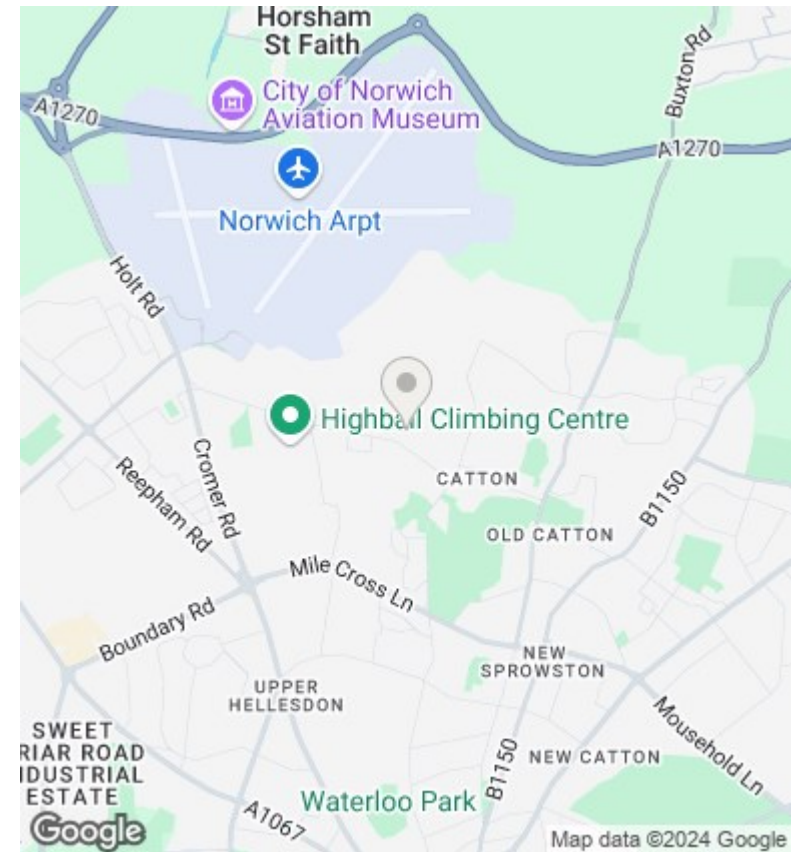 Horsham
St Faith
City of Norwich
Aviation Museum
A1270
Buxton Rd
A1270
Norwich Arpt
Holt Rd
Highball Climbing Centre
Cromer Rd
Reepham Rd
CATTON
B1150
OLD CATTON
Mile Cross Ln
Boundary Rd
NEW
SPROWSTON
UPPER
HELLESDON
Mousehold Ln
SWEET
RIAR ROAD
NDUSTRIAL
ESTATE
NEW CATTON
B1150
Waterloo Park
A1067
Google
Map data ©2024 Google